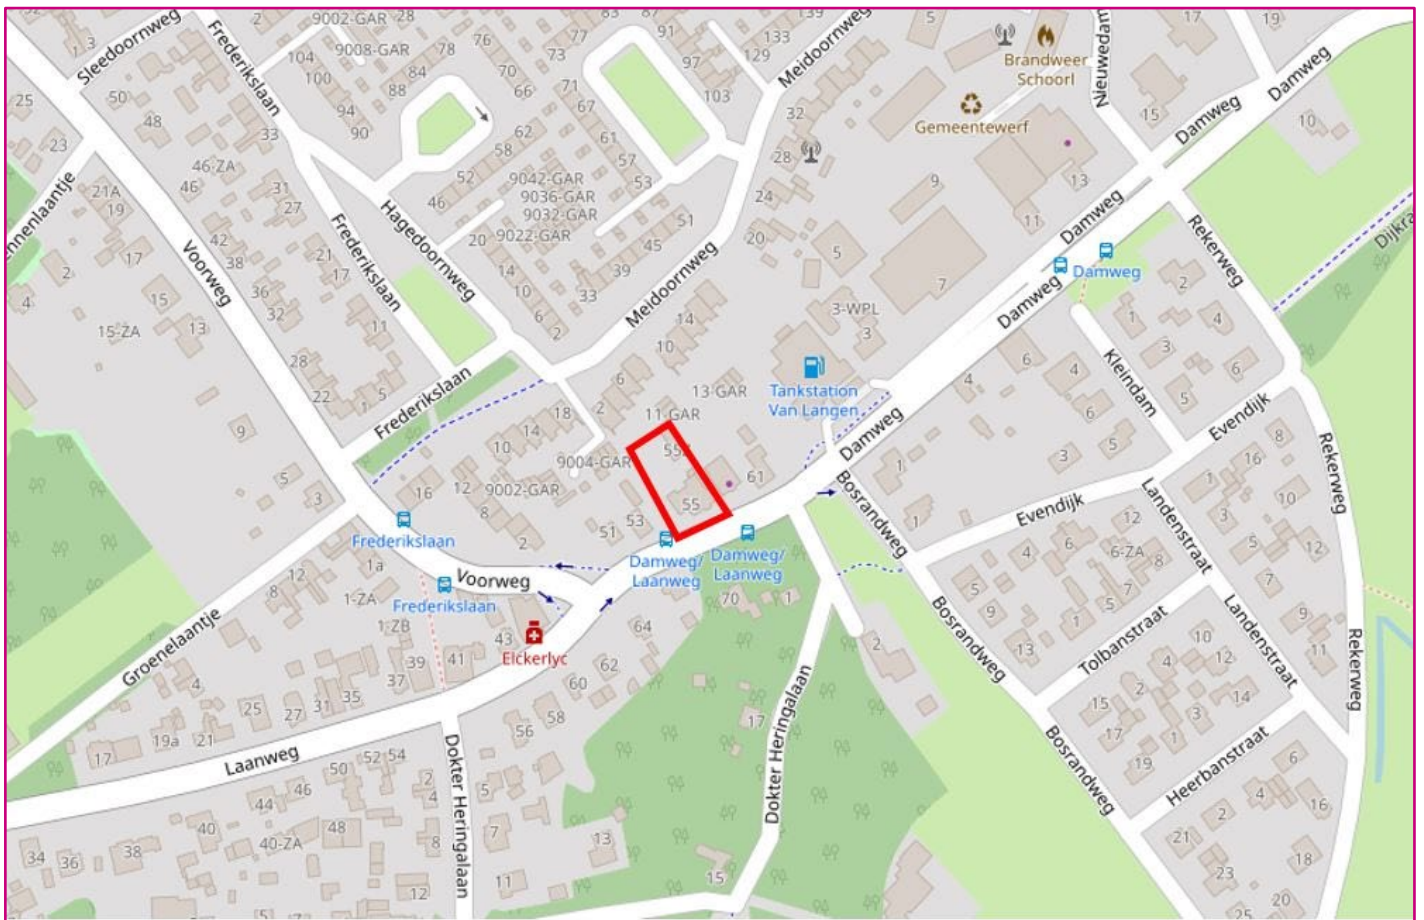 Sleedoornweg
Frederikslaan
9002-GAR
28
9008-GAR
78
76
104
100
84
88
70
73
66
94
90
62
58
71
67
61
57
53
83
87
91
97
103
129
133
139
Meidoornweg
32
28
24
20
5
Brandweer
Schoorl
Gemeentewerf
Nieuwedam
17
19
15
13
11
9
7
5
Damweg
Damweg
10
25
23
50
48
33
46-ZA
46
31
27
21A
19
17
ennenlaantje
2
4
15
13
15-ZA
42
38
36
32
28
22
Voorweg
21
17
11
5
1
Frederikslaan
Hagedoornweg
52
46
9042-GAR
9036-GAR
9032-GAR
9022-GAR
20
14
10
6
2
51
45
39
33
Meidoornweg
14
10
6
2
13-GAR
11-GAR
3-WPL
3
Tankstation
Van Langen
Damweg
Damweg
Damweg
Rekerweg
Dijkra
2
4
6
1
5
Kleindam
6
4
4
6
5
3
Evendijk
Frederikslaan
18
14
10
12
16
8
2
9004-GAR
9002-GAR
9
5
3
55
55
53
51
61
Damweg
1
1
Bosrandweg
Evendijk
Landenstraat
Rekerweg
8
16
10
1
3
5
7
9
11
Frederikslaan
Frederikslaan
Damweg/
Laanweg
Damweg/
Laanweg
Voorweg
1a
1-ZA
1-ZB
12
8
4
Groenelaantje
43
41
39
37
35
31
27
25
21
19a
17
Elckerlyc
64
62
60
58
56
70
1
2
17
15
Bosrandweg
4
6
12
6-ZA
8
5
9
13
1
Tolbanstraat
Landenstraat
10
4
12
2
14
15
17
19
1
3
Heerbanstraat
Rekerweg
Bosrandweg
6
4
2
16
18
21
23
25
20
Laanweg
54
52
50
46
44
48
40
40-ZA
38
36
34
2
4
8
12
Dokter Heringalaan
5
7
11
13
Dokter Heringalaan